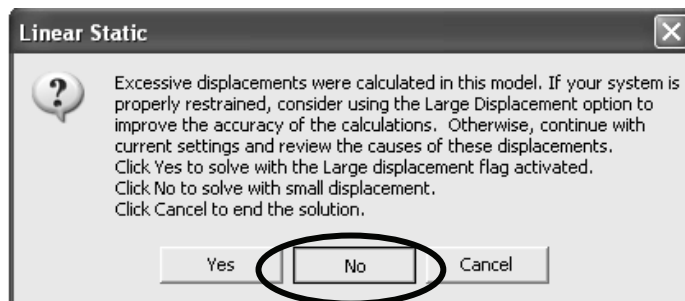 Linear Static
Excessive displacements were calculated in this model. If your system is
properly restrained, consider using the Large Displacement option to
improve the accuracy of the calculations.  Otherwise, continue with
current settings and review the causes of these displacements.
Click Yes to solve with the Large displacement flag activated.
Click No to solve with small displacement.
Click Cancel to end the solution.
Yes No Cancel